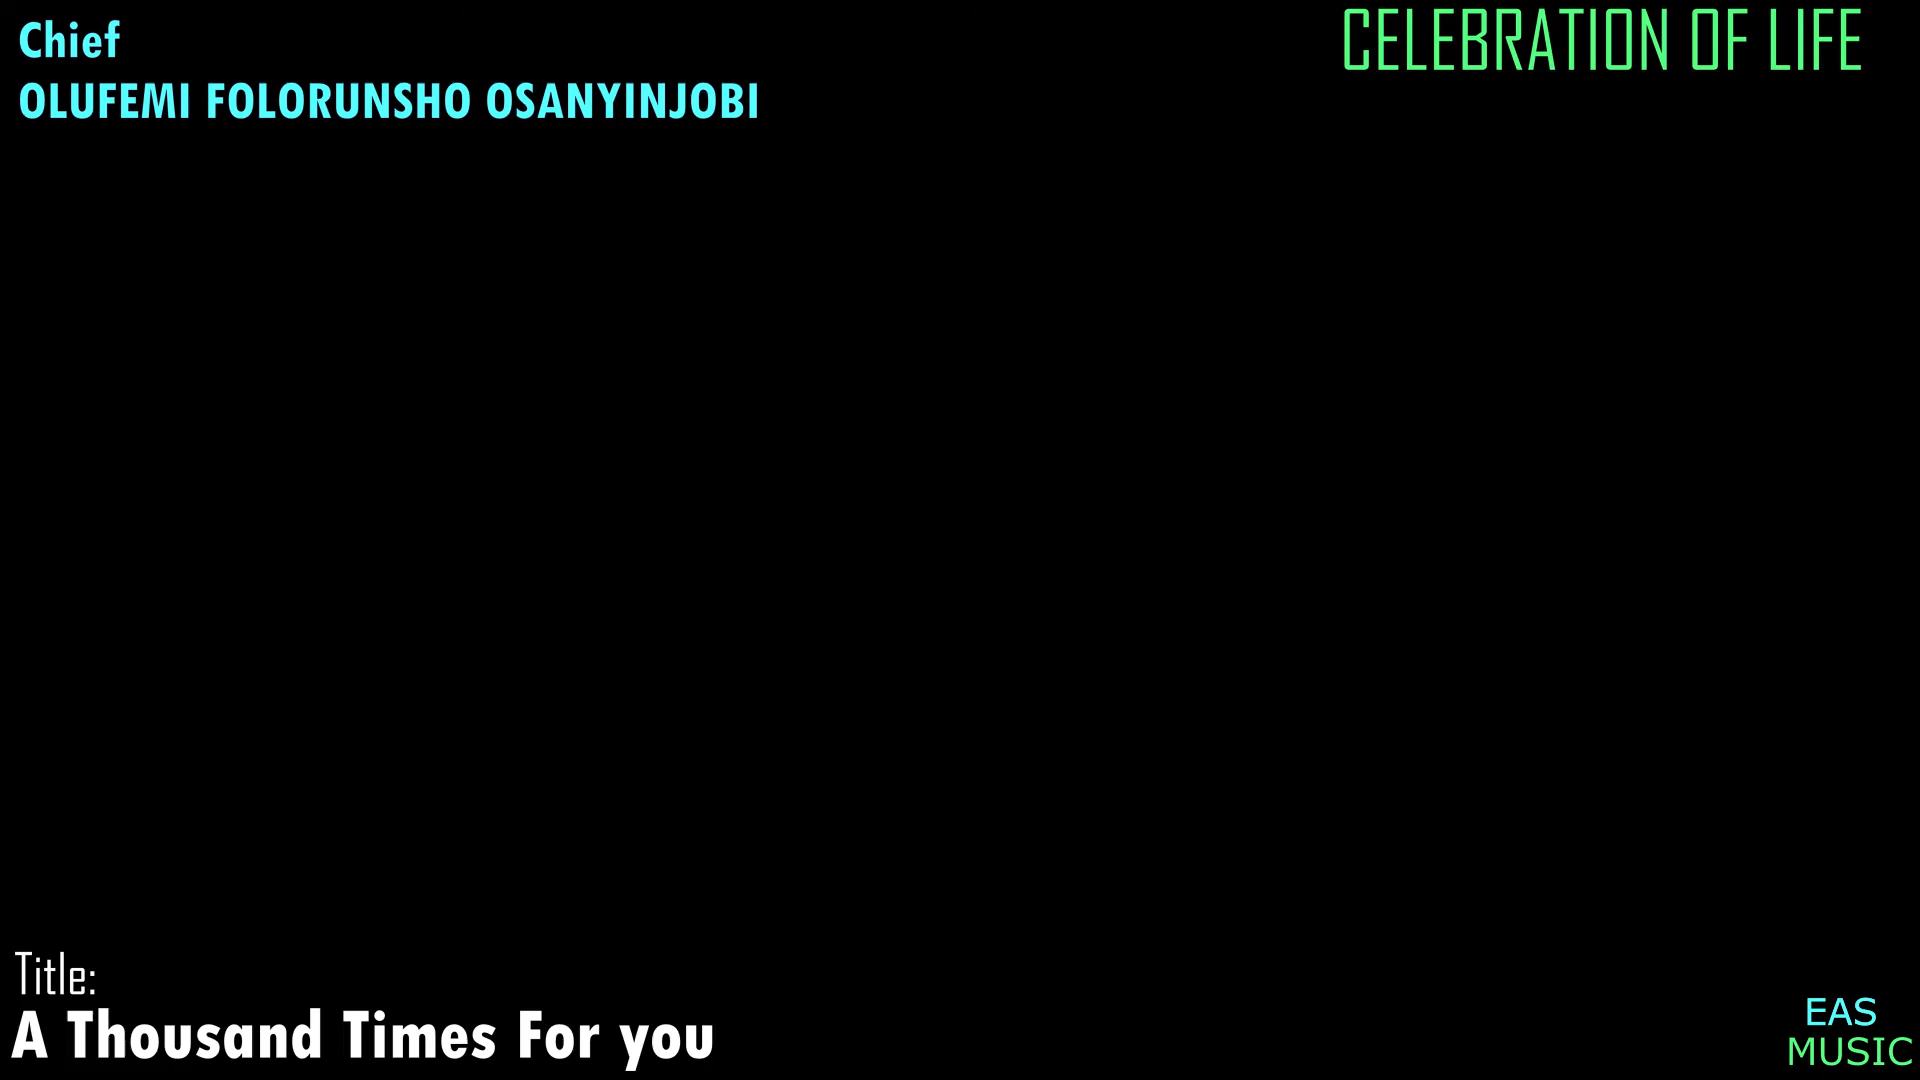 Chief
OLUFEMI FOLORUNSHO OSANYINJOBI
CELEBRATION OF LIFE
Title:
A Thousand Times For you
EAS
MUSIC